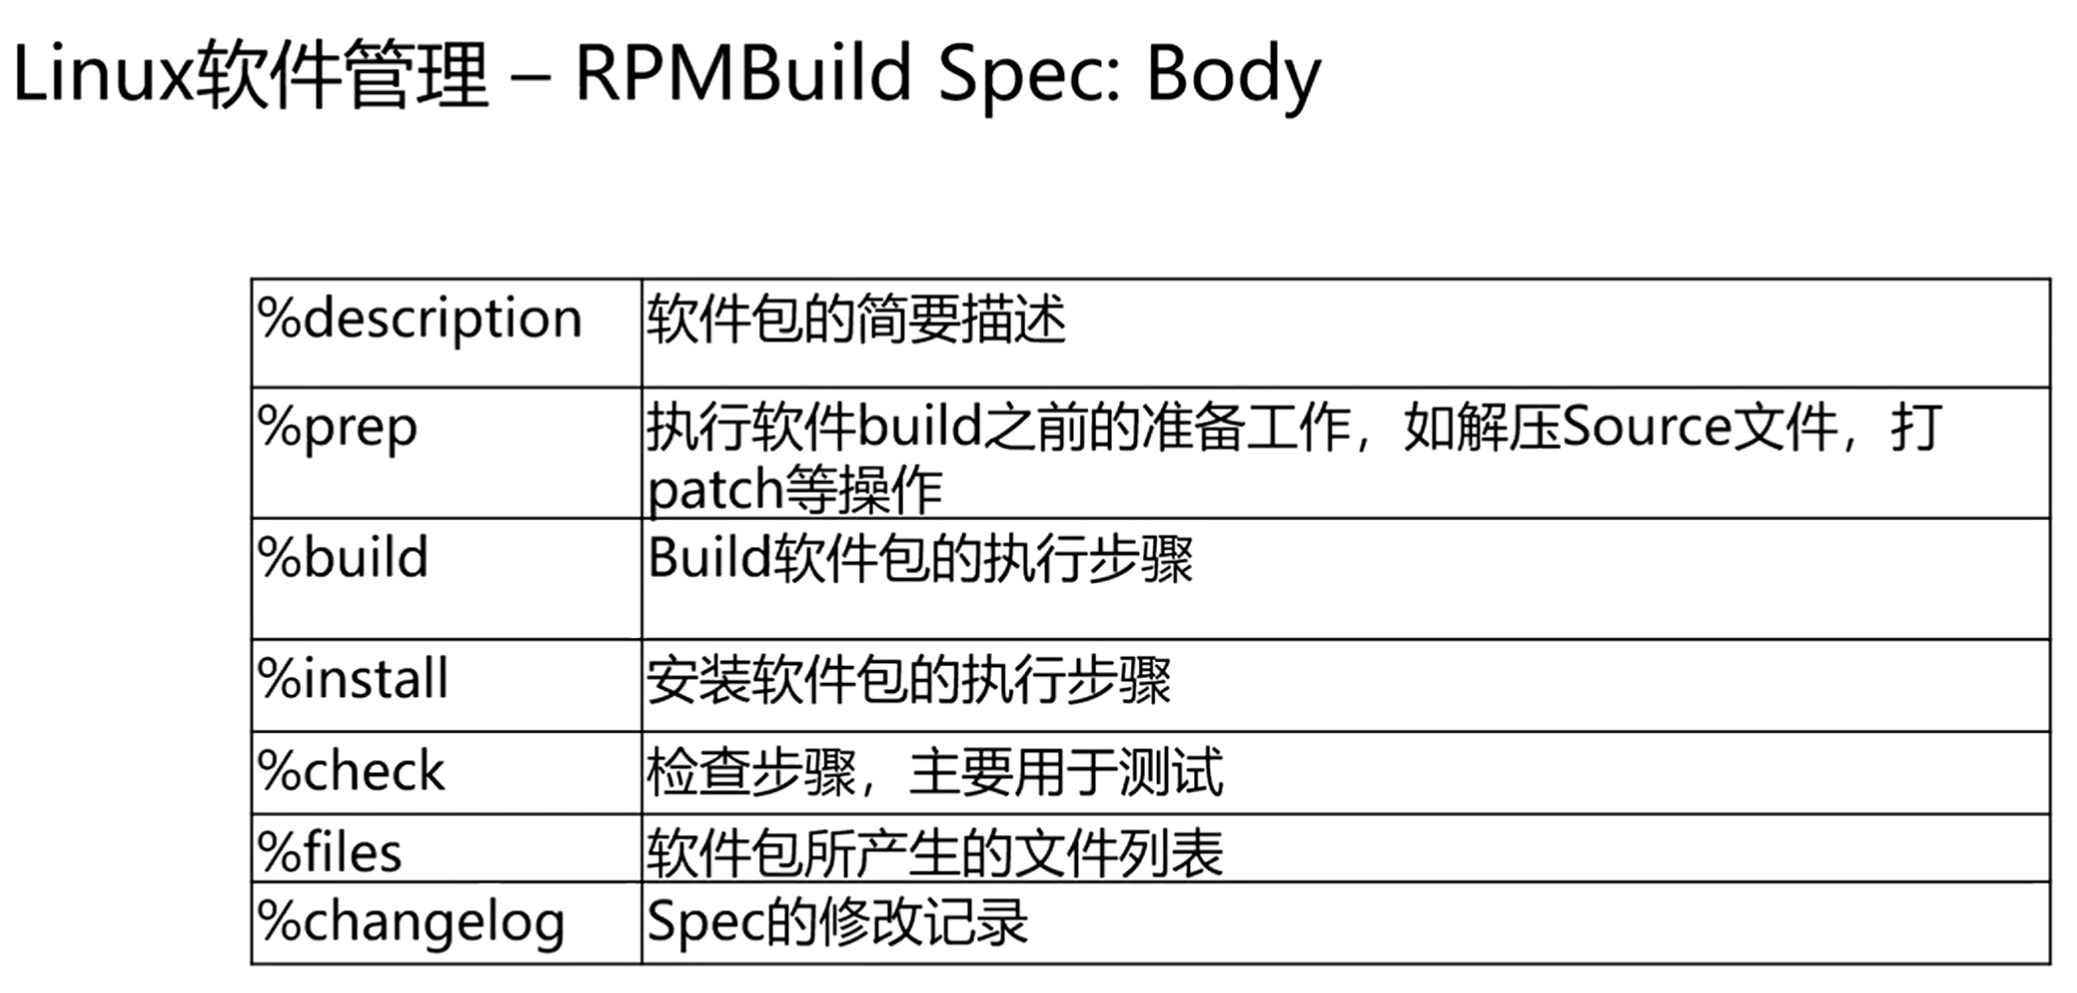 Linux软件管理 – RPMBuild Spec: Body
%description 软件包的简要描述
%prep 执行软件build之前的准备工作，如解压Source文件，打
patch等操作
%build Build软件包的执行步骤
%install 安装软件包的执行步骤
%check 检查步骤，主要用于测试
%files 软件包所产生的文件列表
%changelog Spec的修改记录